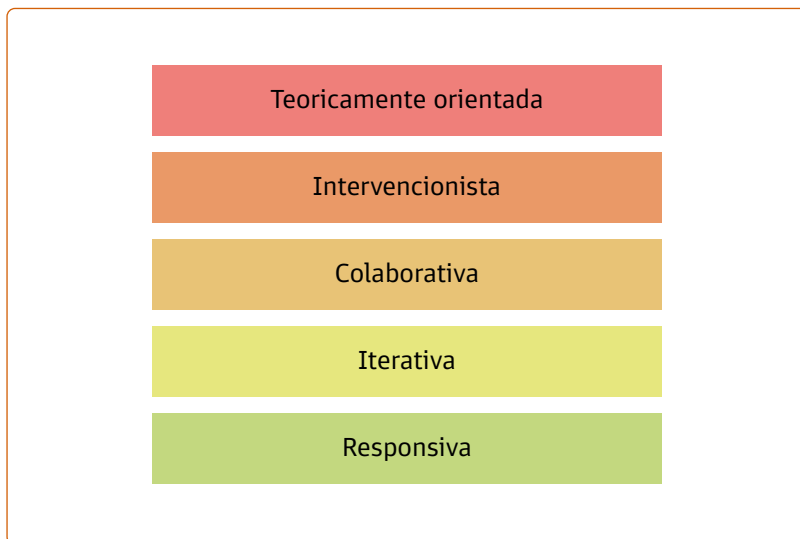 Teoricamente orientada
Intervencionista
Colaborativa
Iterativa
Responsiva